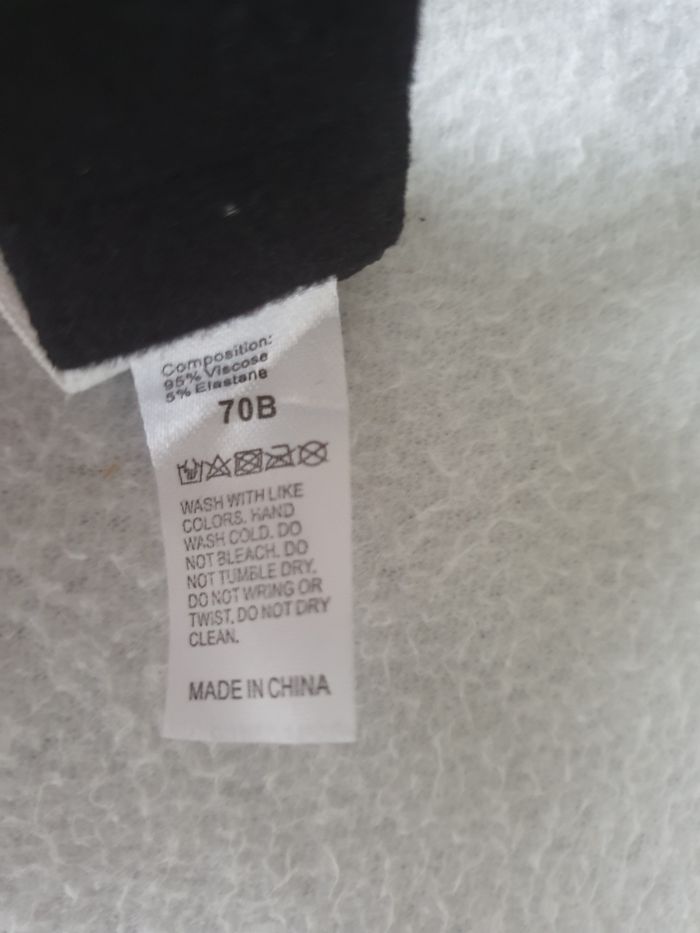 Composition:
95% Viscose
5% Elastane
70B
WASH WITH LIKE
COLORS. HAND
WASH COLD. DO
NOT BLEACH. DO
NOT TUMBLE DRY.
DO NOT WRING OR
TWIST. DO NOT DRY
CLEAN.
MADE IN CHINA